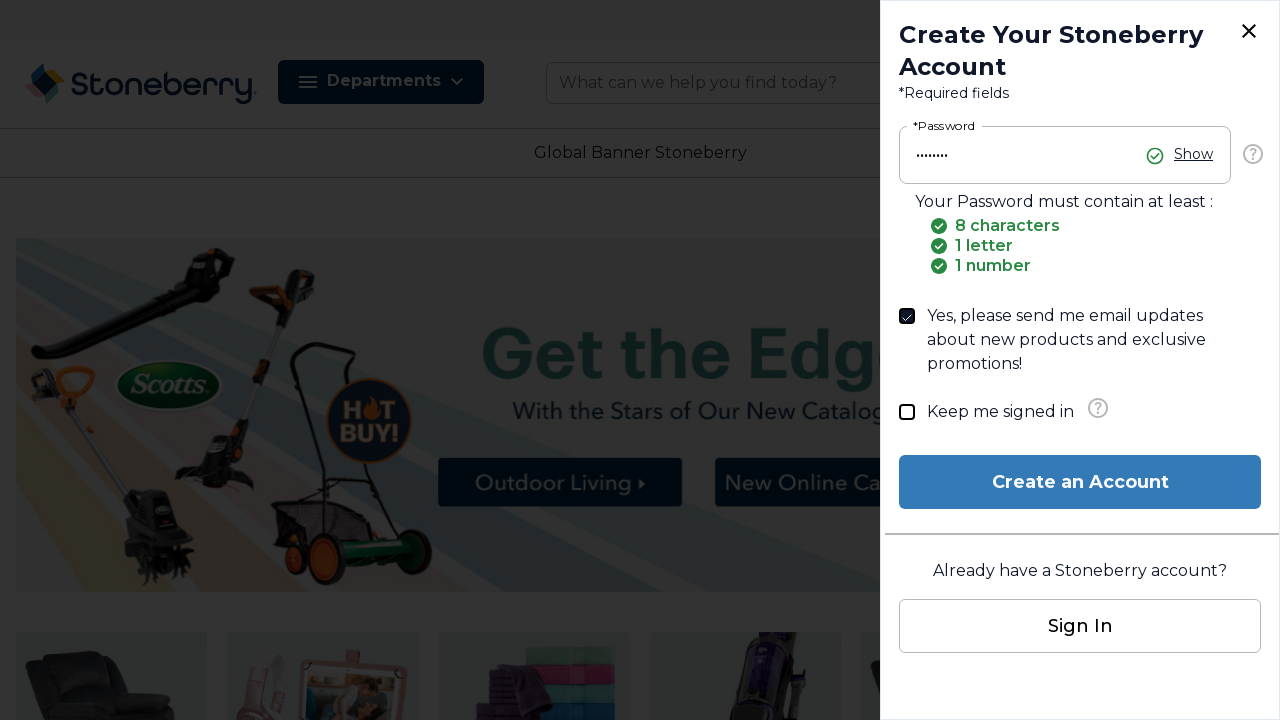 Stoneberry
Departments
What can we help you find today?
Global Banner Stoneberry
Scotts
HOT
BUY!
Get the Edge
With the Stars of Our New Catalog
Outdoor Living
New Online Ca
Create Your Stoneberry
Account
*Required fields
*Password
••••••••
Show
?
Your Password must contain at least :
8 characters
1 letter
1 number
Yes, please send me email updates
about new products and exclusive
promotions!
Keep me signed in
?
Create an Account
Already have a Stoneberry account?
Sign In